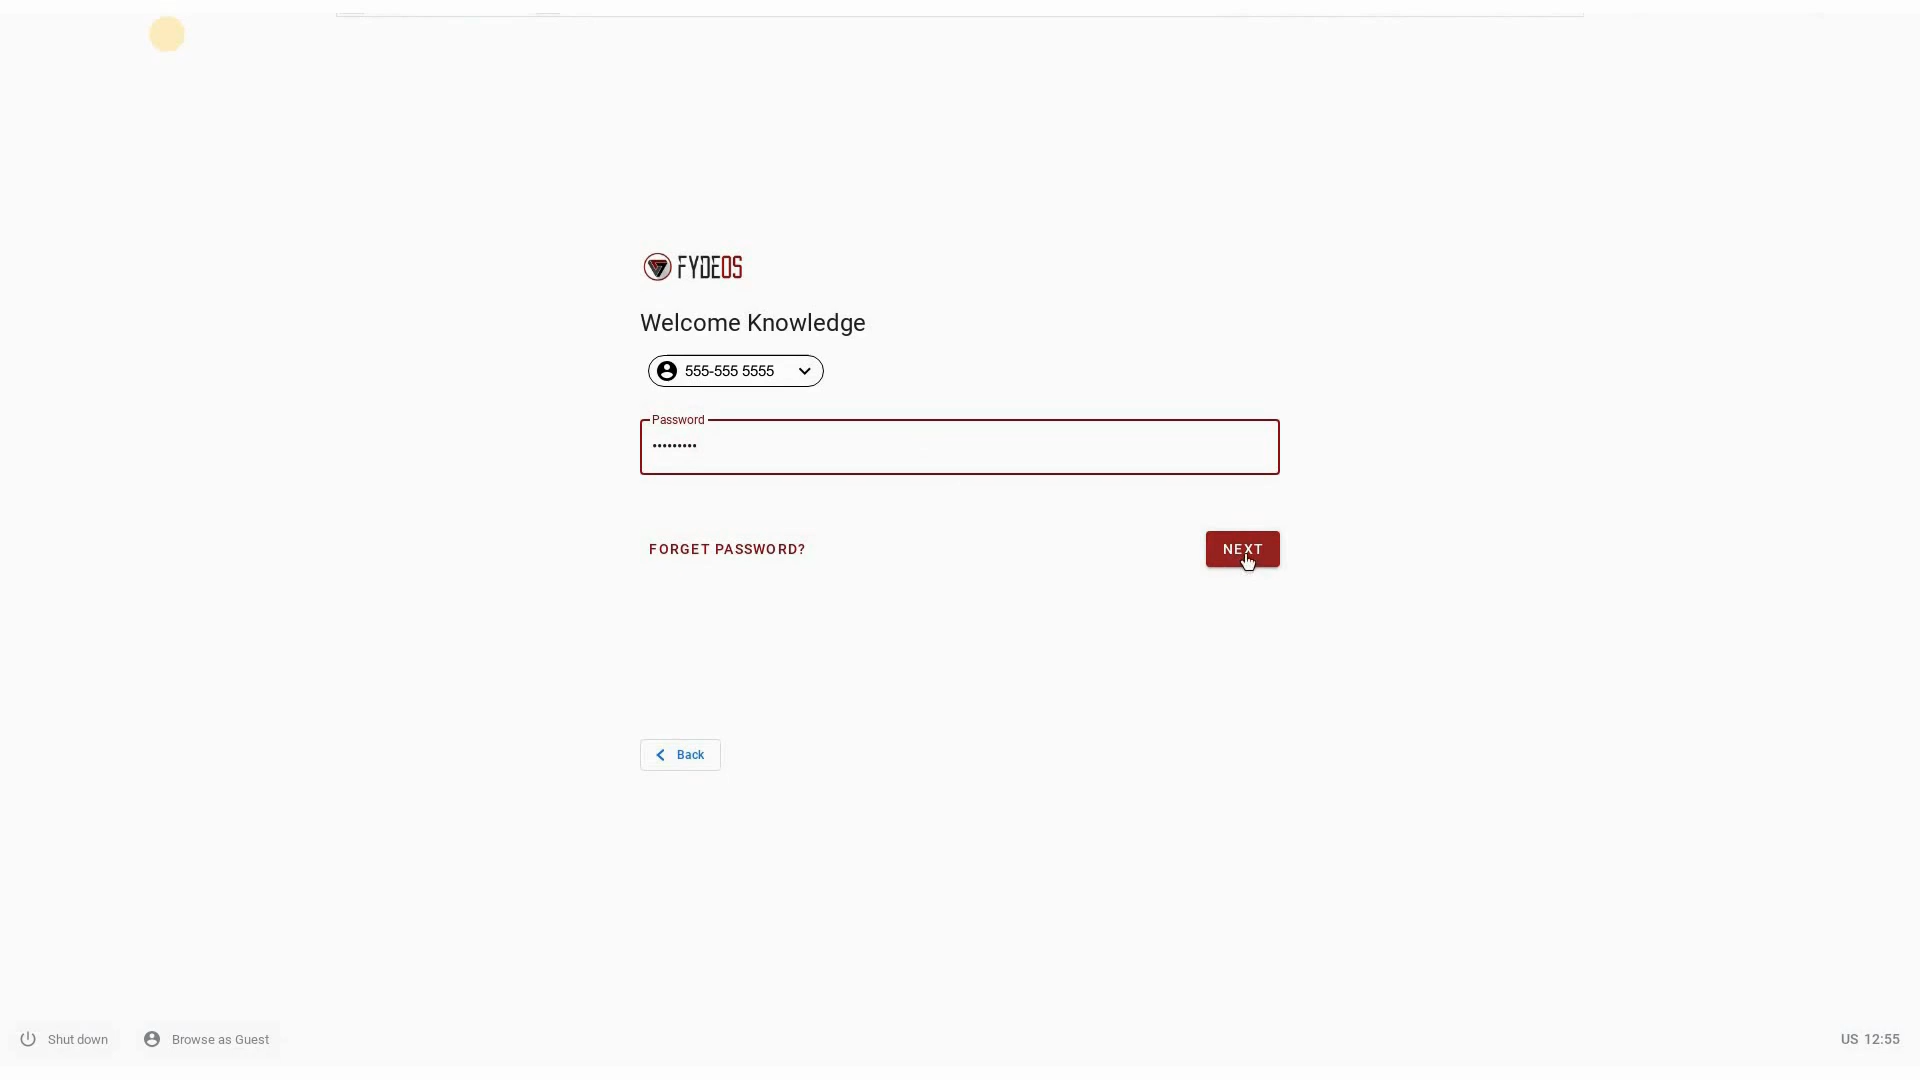 FYDEOS
Welcome Knowledge
555-555 5555
Password
•••••••••
FORGET PASSWORD?
NEXT
Back
Shut down
Browse as Guest
US 12:55